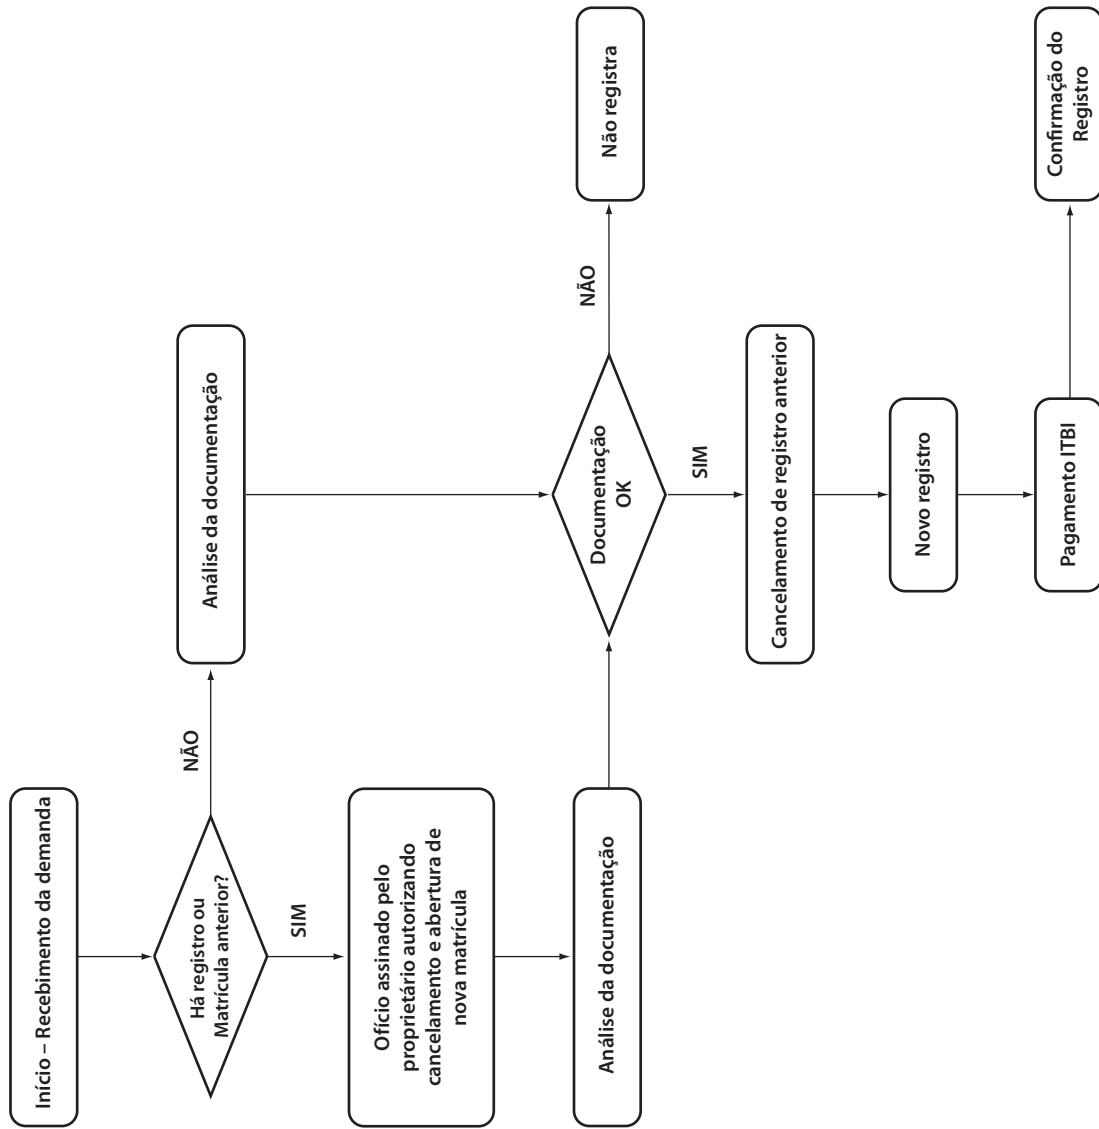 Início – Recebimento da demanda
Há registro ou
Matrícula anterior?
NÃO
Análise da documentação
SIM
Ofício assinado pelo
proprietário autorizando
cancelamento e abertura de
nova matrícula
Análise da documentação
Documentação
OK
NÃO
Não registra
SIM
Cancelamento de registro anterior
Novo registro
Pagamento ITBI
Confirmação do
Registro